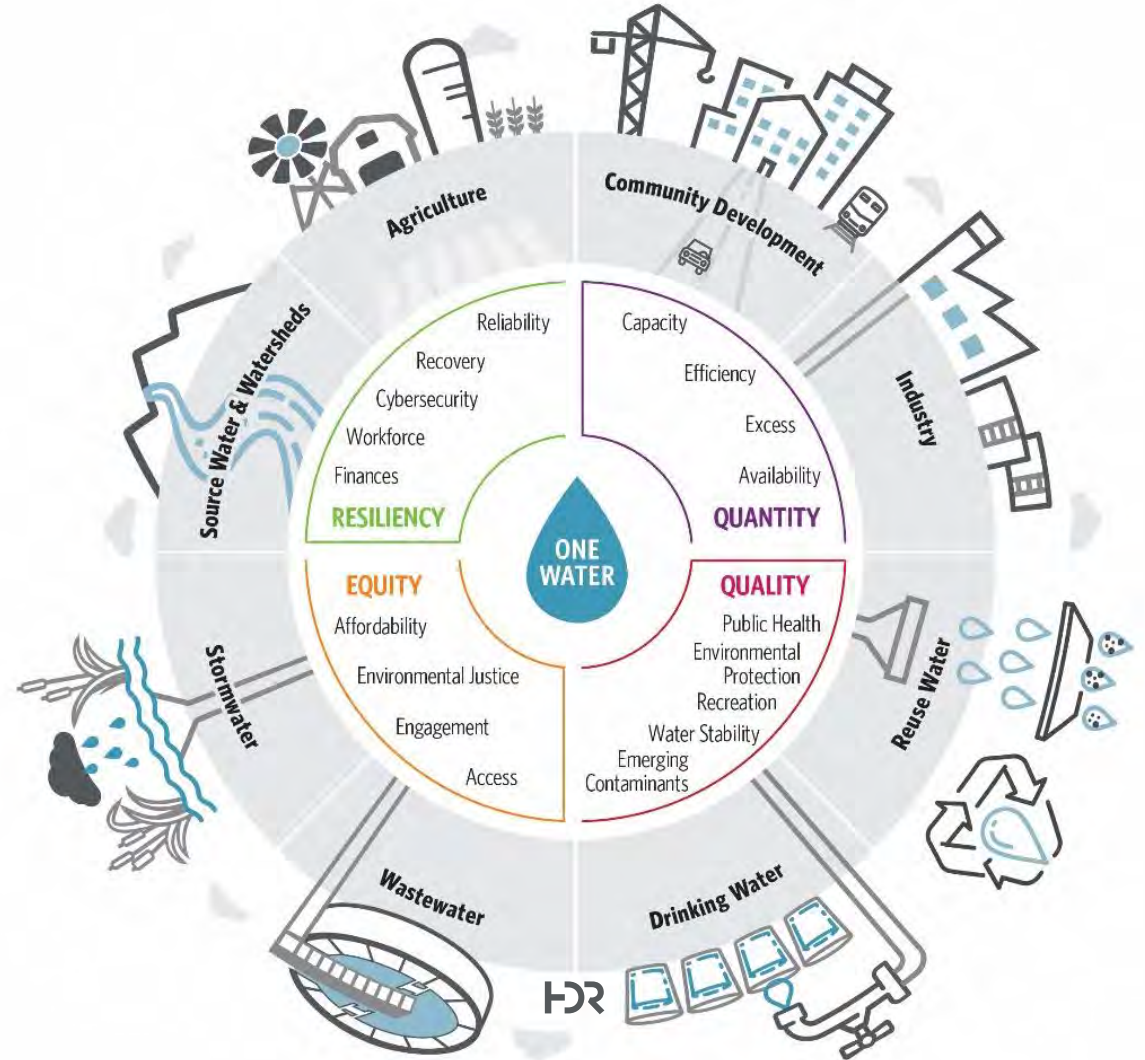 Agriculture
Community Development
Industry
Reuse Water
Drinking Water
Wastewater
Stormwater
Source Water & Watersheds
Reliability
Recovery
Cybersecurity
Workforce
Finances
RESILIENCY
Capacity
Efficiency
Excess
Availability
QUANTITY
ONE
WATER
EQUITY
Affordability
Environmental Justice
Engagement
Access
QUALITY
Public Health
Environmental
Protection
Recreation
Water Stability
Emerging
Contaminants
HDR